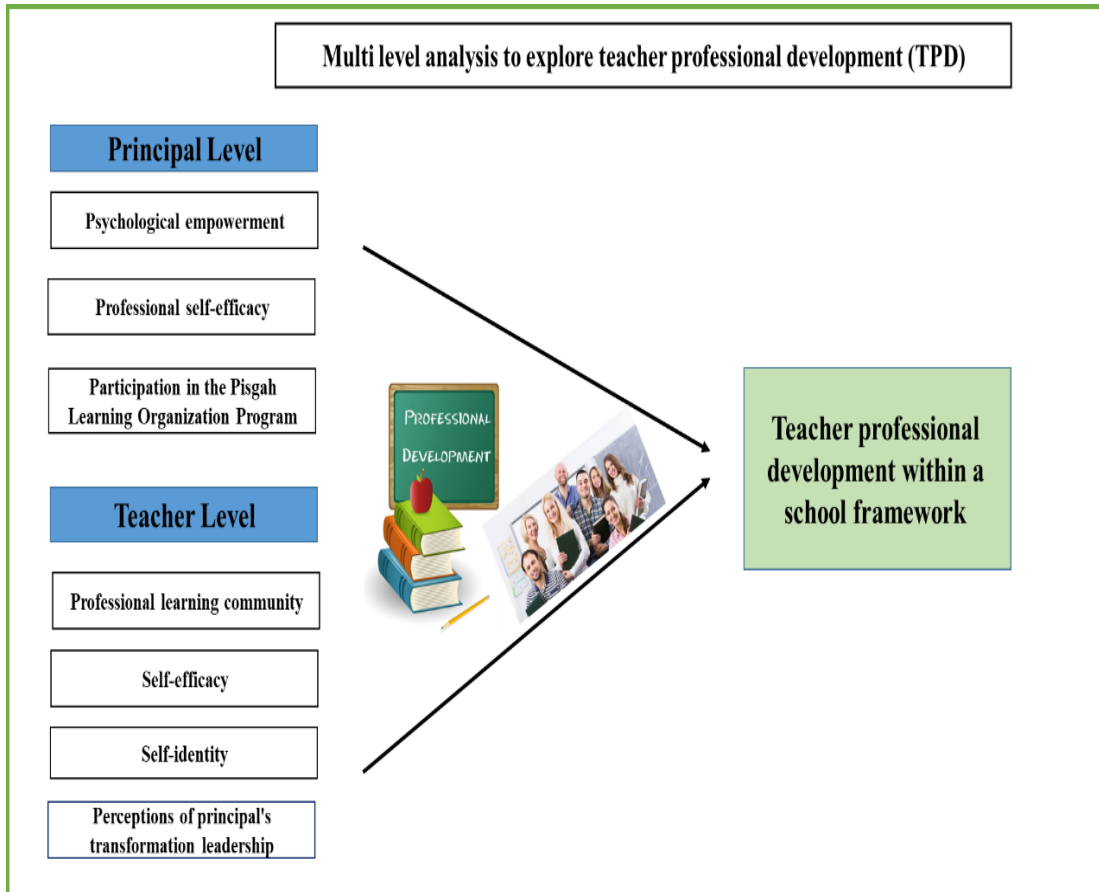 Multi level analysis to explore teacher professional development (TPD)
Principal Level
Psychological empowerment
Professional self-efficacy
Participation in the Pisgah
Learning Organization Program
Teacher Level
Professional learning community
Self-efficacy
Self-identity
Perceptions of principal's
transformation leadership
PROFESSIONAL
DEVELOPMENT
Teacher professional
development within a
school framework